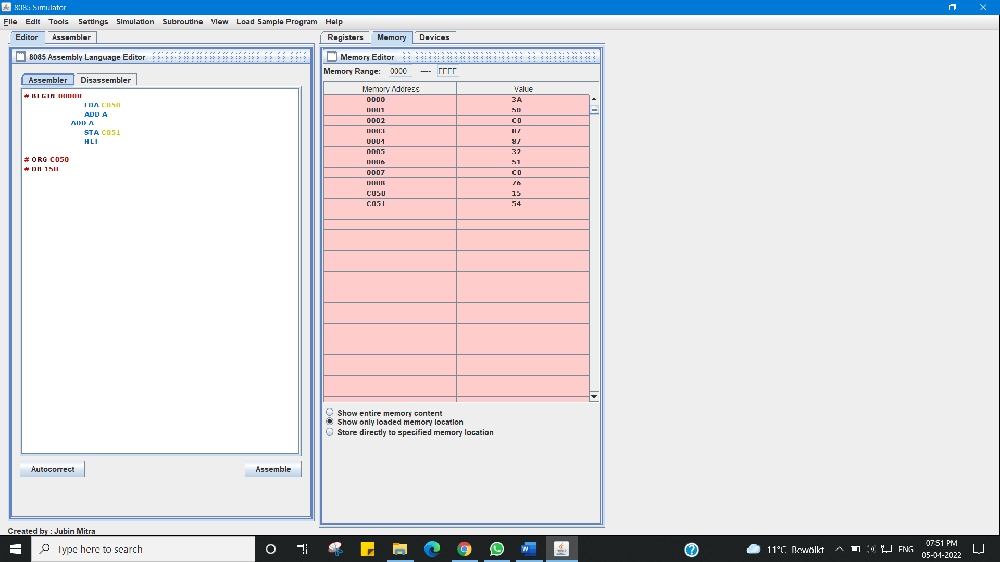 8085 Simulator
File Edit Tools Settings Simulation Subroutine View Load Sample Program Help
Editor Assembler
8085 Assembly Language Editor
Assembler Disassembler
# BEGIN 0000H
LDA C050
ADD A
ADD A
STA C051
HLT
# ORG C050
# DB 15H
Autocorrect Assemble
Registers Memory Devices
Memory Editor
Memory Range: 0000 ---- FFFF
Memory Address Value
0000 3A
0001 50
0002 C0
0003 87
0004 87
0005 32
0006 51
0007 C0
0008 76
C050 15
C051 54
Show entire memory content
Show only loaded memory location
Store directly to specified memory location
Created by : Jubin Mitra
Type here to search
W
?
11°C Bewölkt
ENG
07:51 PM
05-04-2022